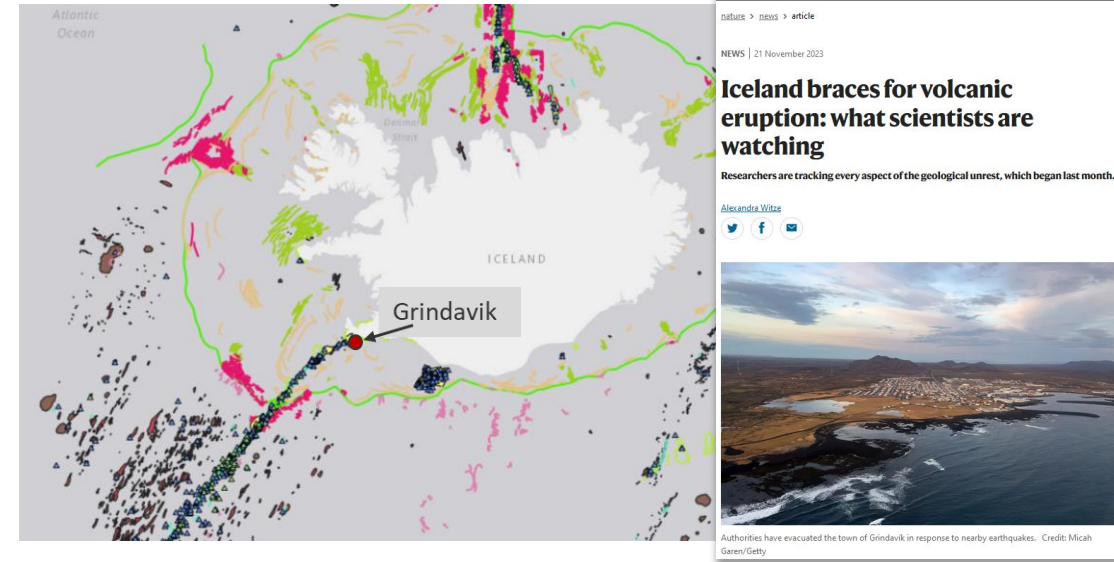 Atlantic
Ocean
Denmark
Strait
ICELAND
Grindavik
nature > news > article
NEWS | 21 November 2023
Iceland braces for volcanic
eruption: what scientists are
watching
Researchers are tracking every aspect of the geological unrest, which began last month.
Alexandra Witze
Authorities have evacuated the town of Grindavík in response to nearby earthquakes. Credit: Micah
Garen/Getty